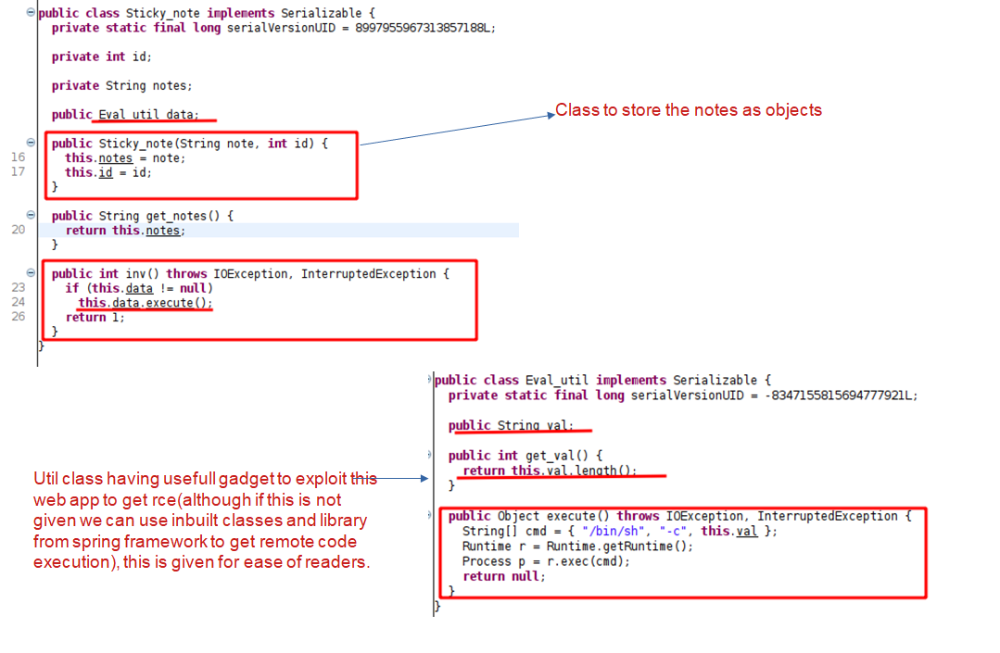 public class Sticky_note implements Serializable {
private static final long serialVersionUID = 8997955967313857188L;
private int id;
private String notes;
public Eval_util data;
Class to store the notes as objects
public Sticky_note(String note, int id) {
16 this.notes = note;
17 this.id = id;
}
public String get_notes() {
20 return this.notes;
}
public int inv() throws IOException, InterruptedException {
23 if (this.data != null)
24 this.data.execute();
26 return 1;
}
}
public class Eval_util implements Serializable {
private static final long serialVersionUID = -8347155815694777921L;
public String val;
public int get_val() {
return this.val.length();
}
Util class having usefull gadget to exploit this
web app to get rce(although if this is not
given we can use inbuilt classes and library
from spring framework to get remote code
execution), this is given for ease of readers.
public Object execute() throws IOException, InterruptedException {
String[] cmd = { "/bin/sh", "-c", this.val };
Runtime r = Runtime.getRuntime();
Process p = r.exec(cmd);
return null;
}
}